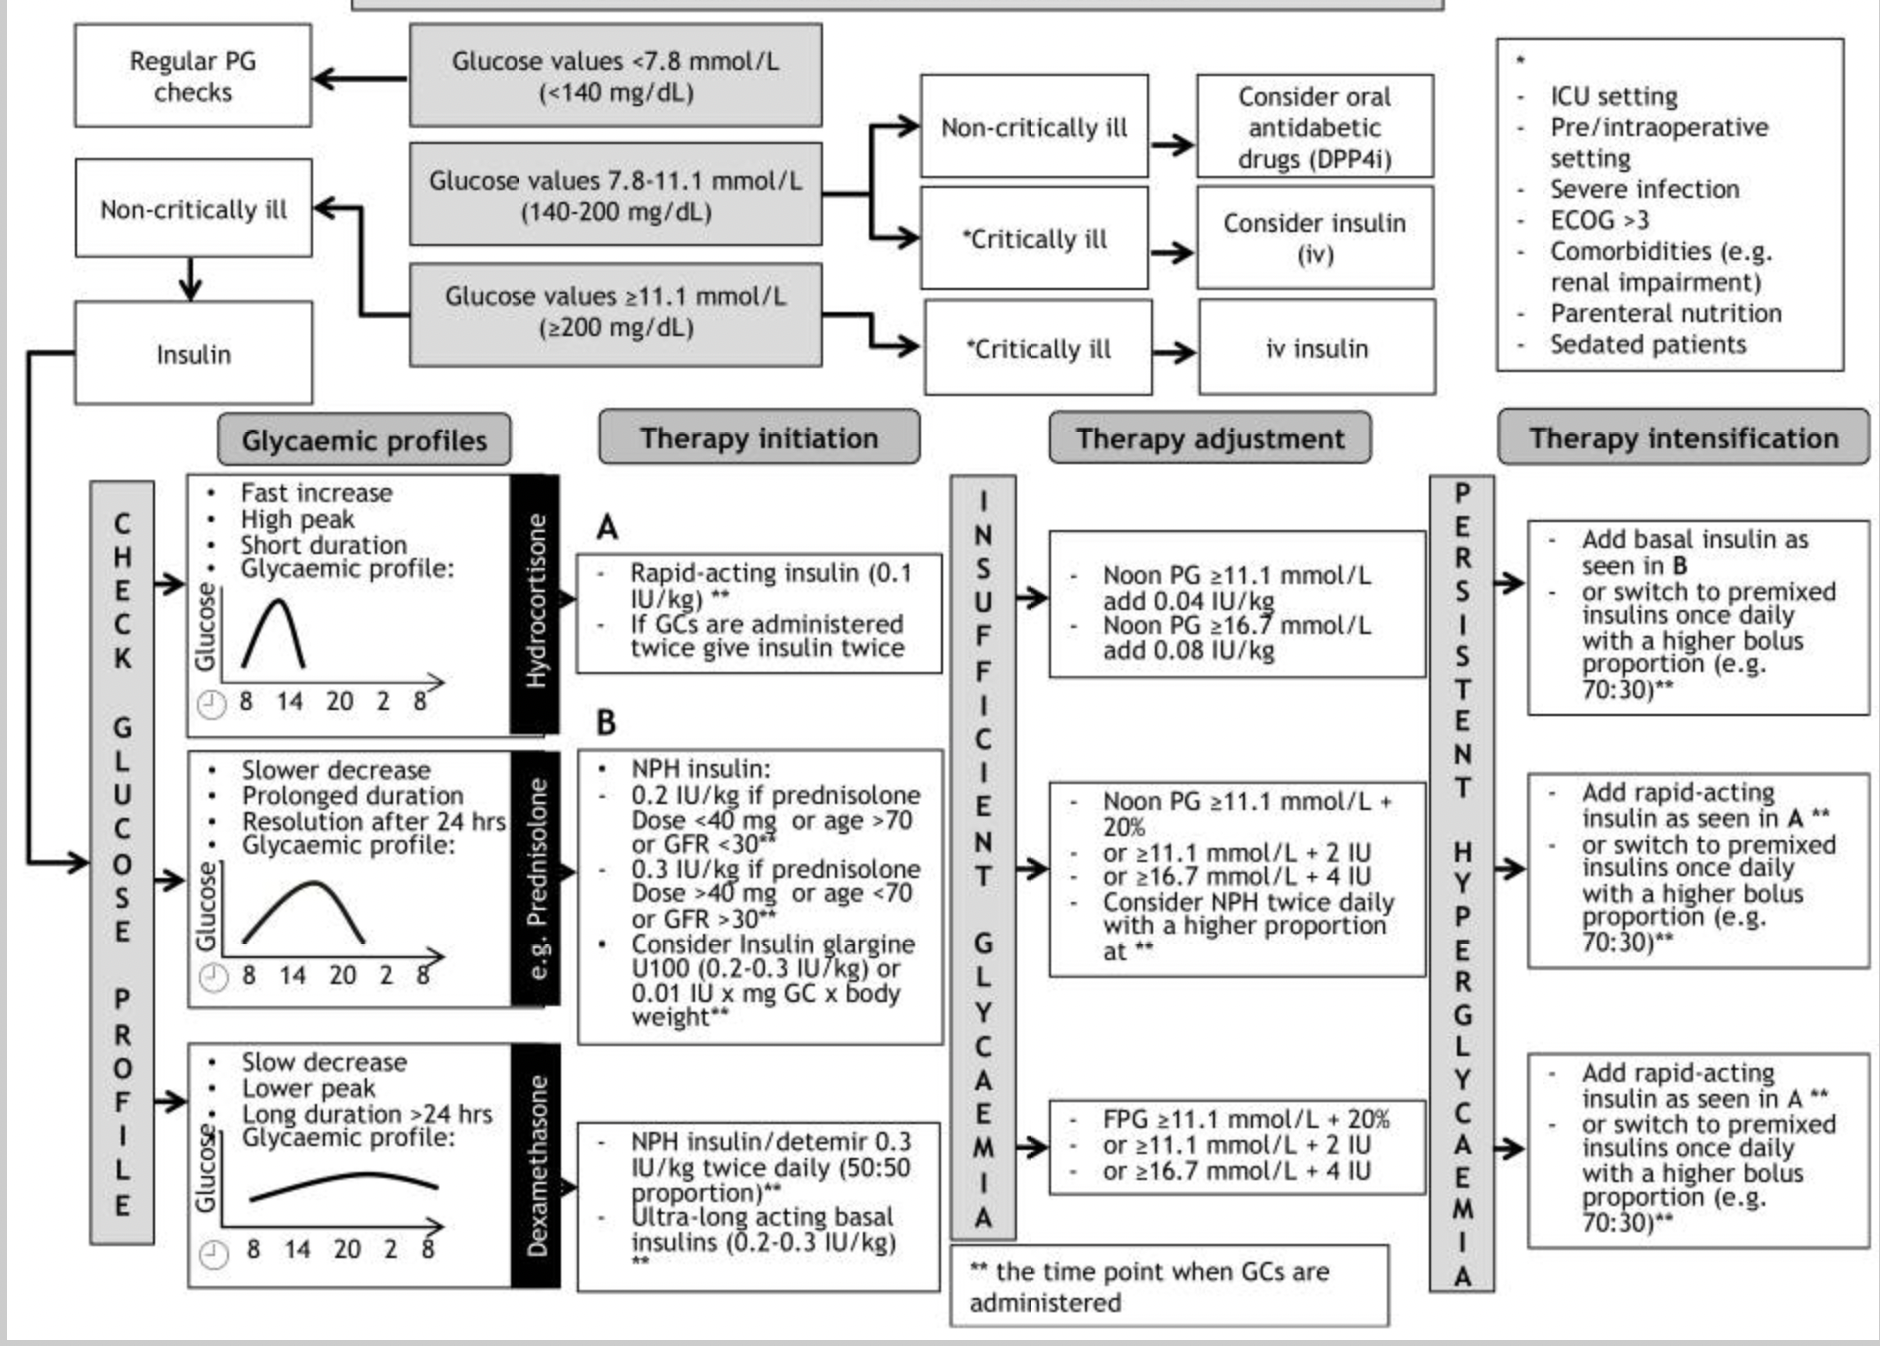 Regular PG
checks
Glucose values <7.8 mmol/L
(<140 mg/dL)
Non-critically ill
Glucose values 7.8-11.1 mmol/L
(140-200 mg/dL)
Glucose values ≥11.1 mmol/L
(≥200 mg/dL)
Insulin
Non-critically ill
Consider oral
antidabetic
drugs (DPP4i)
*Critically ill
Consider insulin
(iv)
*Critically ill
iv insulin
*
- ICU setting
- Pre/intraoperative
setting
- Severe infection
- ECOG >3
- Comorbidities (e.g.
renal impairment)
- Parenteral nutrition
- Sedated patients
Glycaemic profiles
Therapy initiation
Therapy adjustment
Therapy intensification
CHECK GLUCOSE PROFILE
• Fast increase
• High peak
• Short duration
• Glycaemic profile:
Glucose
8 14 20 2 8
Hydrocortisone
A
- Rapid-acting insulin (0.1
IU/kg) **
- If GCs are administered
twice give insulin twice
INSUFFICIENT GLYCAEMIA
- Noon PG ≥11.1 mmol/L
add 0.04 IU/kg
- Noon PG ≥16.7 mmol/L
add 0.08 IU/kg
PERSISTENT HYPERGLYCAEMIA
- Add basal insulin as
seen in B
- or switch to premixed
insulins once daily
with a higher bolus
proportion (e.g.
70:30)**
• Slower decrease
• Prolonged duration
• Resolution after 24 hrs
• Glycaemic profile:
Glucose
8 14 20 2 8
e.g. Prednisolone
B
• NPH insulin:
- 0.2 IU/kg if prednisolone
Dose <40 mg or age >70
or GFR <30**
- 0.3 IU/kg if prednisolone
Dose >40 mg or age <70
or GFR >30**
• Consider Insulin glargine
U100 (0.2-0.3 IU/kg) or
0.01 IU x mg GC x body
weight**
- Noon PG ≥11.1 mmol/L +
20%
- or ≥11.1 mmol/L + 2 IU
- or ≥16.7 mmol/L + 4 IU
- Consider NPH twice daily
with a higher proportion
at **
- Add rapid-acting
insulin as seen in A **
- or switch to premixed
insulins once daily
with a higher bolus
proportion (e.g.
70:30)**
• Slow decrease
• Lower peak
• Long duration >24 hrs
• Glycaemic profile:
Glucose
8 14 20 2 8
Dexamethasone
- NPH insulin/detemir 0.3
IU/kg twice daily (50:50
proportion)**
- Ultra-long acting basal
insulins (0.2-0.3 IU/kg)
**
- FPG ≥11.1 mmol/L + 20%
- or ≥11.1 mmol/L + 2 IU
- or ≥16.7 mmol/L + 4 IU
- Add rapid-acting
insulin as seen in A **
- or switch to premixed
insulins once daily
with a higher bolus
proportion (e.g.
70:30)**
** the time point when GCs are
administered